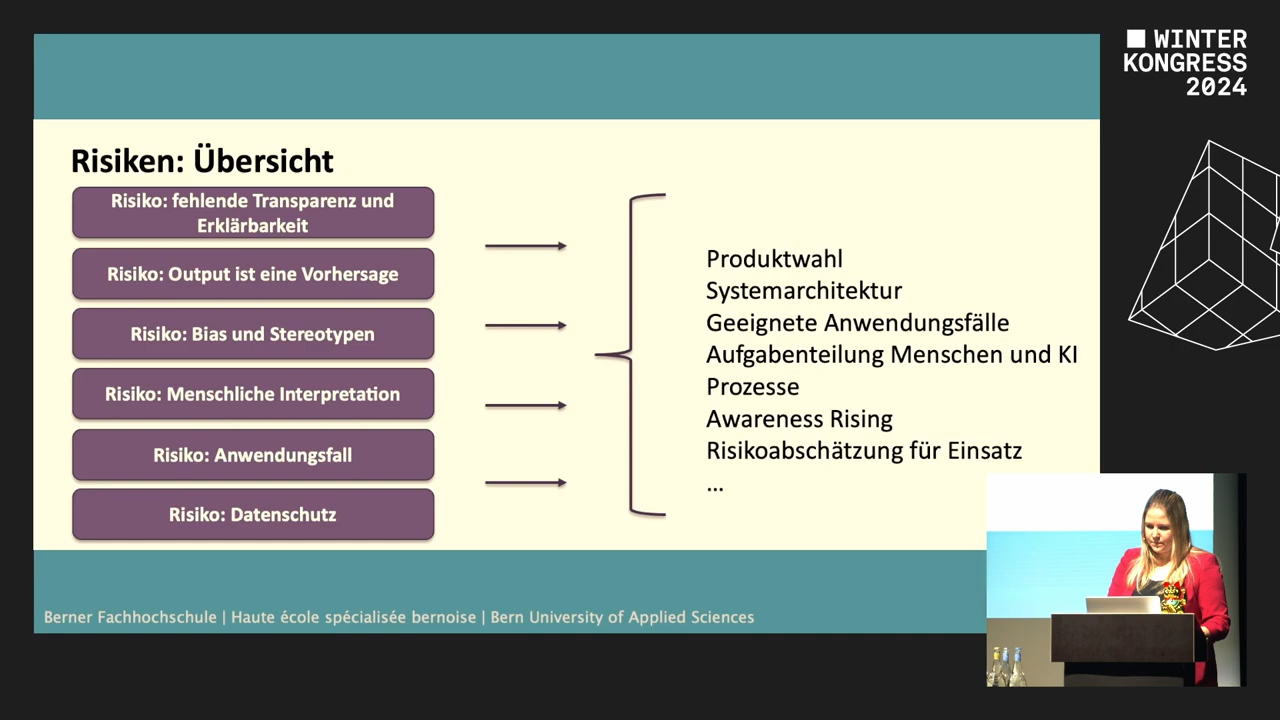 WINTER
KONGRESS
2024
Risiken: Übersicht
Risiko: fehlende Transparenz und
Erklärbarkeit
Risiko: Output ist eine Vorhersage
Risiko: Bias und Stereotypen
Risiko: Menschliche Interpretation
Risiko: Anwendungsfall
Risiko: Datenschutz
Produktwahl
Systemarchitektur
Geeignete Anwendungsfälle
Aufgabenteilung Menschen und KI
Prozesse
Awareness Rising
Risikoabschätzung für Einsatz
...
Berner Fachhochschule | Haute école spécialisée bernoise | Bern University of Applied Sciences